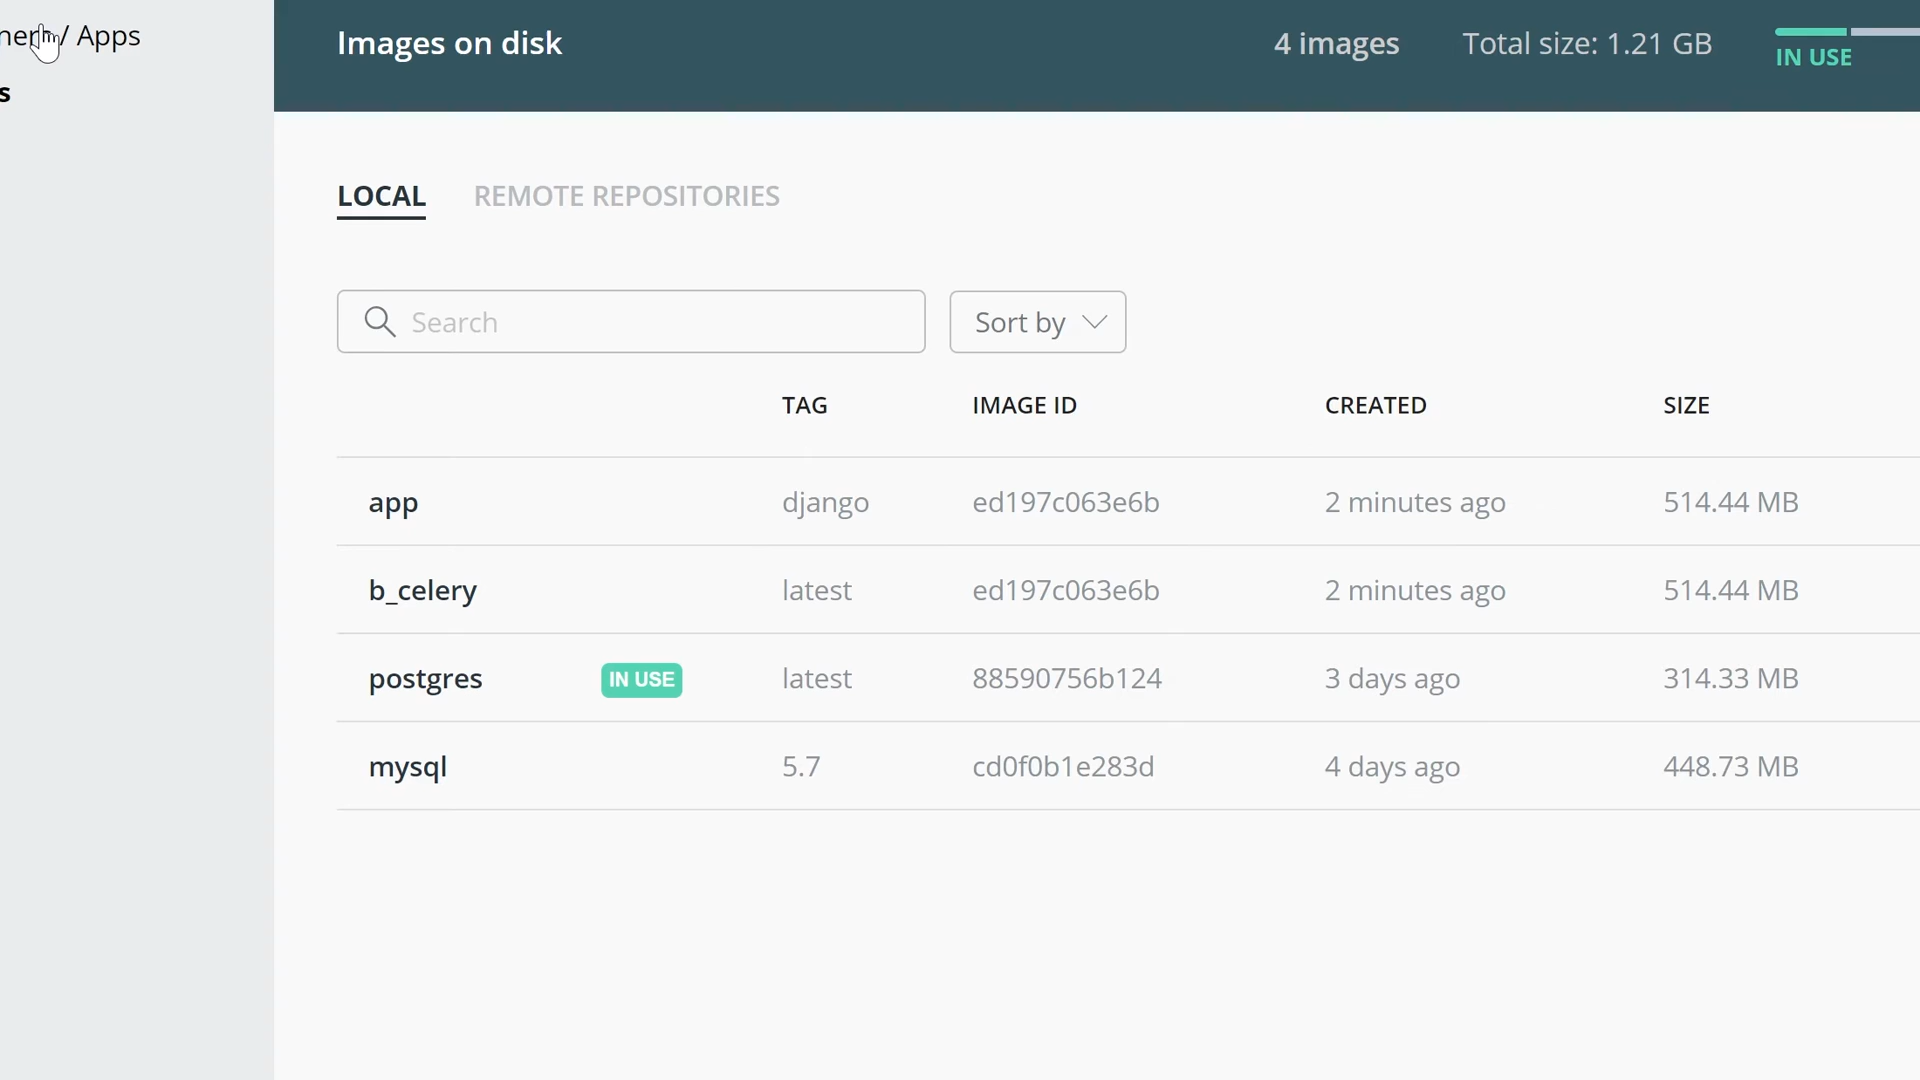 / Apps
s
Images on disk
4 images
Total size: 1.21 GB
IN USE
LOCAL
REMOTE REPOSITORIES
Search
Sort by
TAG
IMAGE ID
CREATED
SIZE
app
django
ed197c063e6b
2 minutes ago
514.44 MB
b_celery
latest
ed197c063e6b
2 minutes ago
514.44 MB
postgres
IN USE
latest
88590756b124
3 days ago
314.33 MB
mysql
5.7
cd0f0b1e283d
4 days ago
448.73 MB